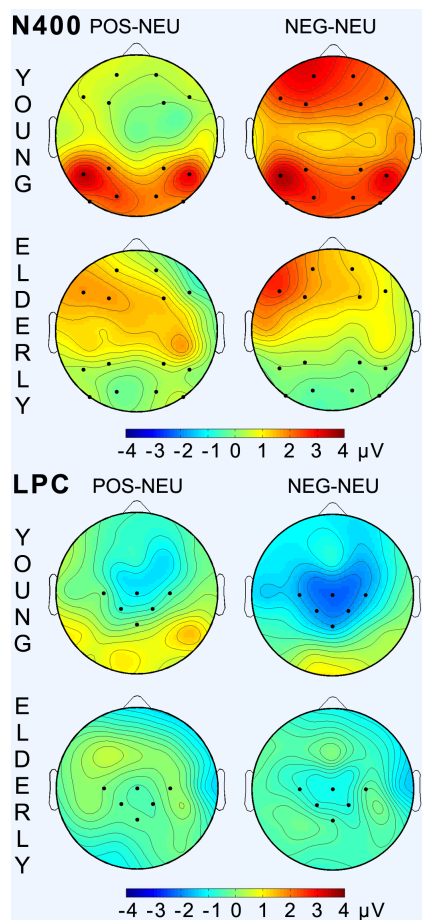 N400 POS-NEU NEG-NEU
YOUNG
ELDERLY
-4 -3 -2 -1 0 1 2 3 4 µV
LPC POS-NEU NEG-NEU
YOUNG
ELDERLY
-4 -3 -2 -1 0 1 2 3 4 µV